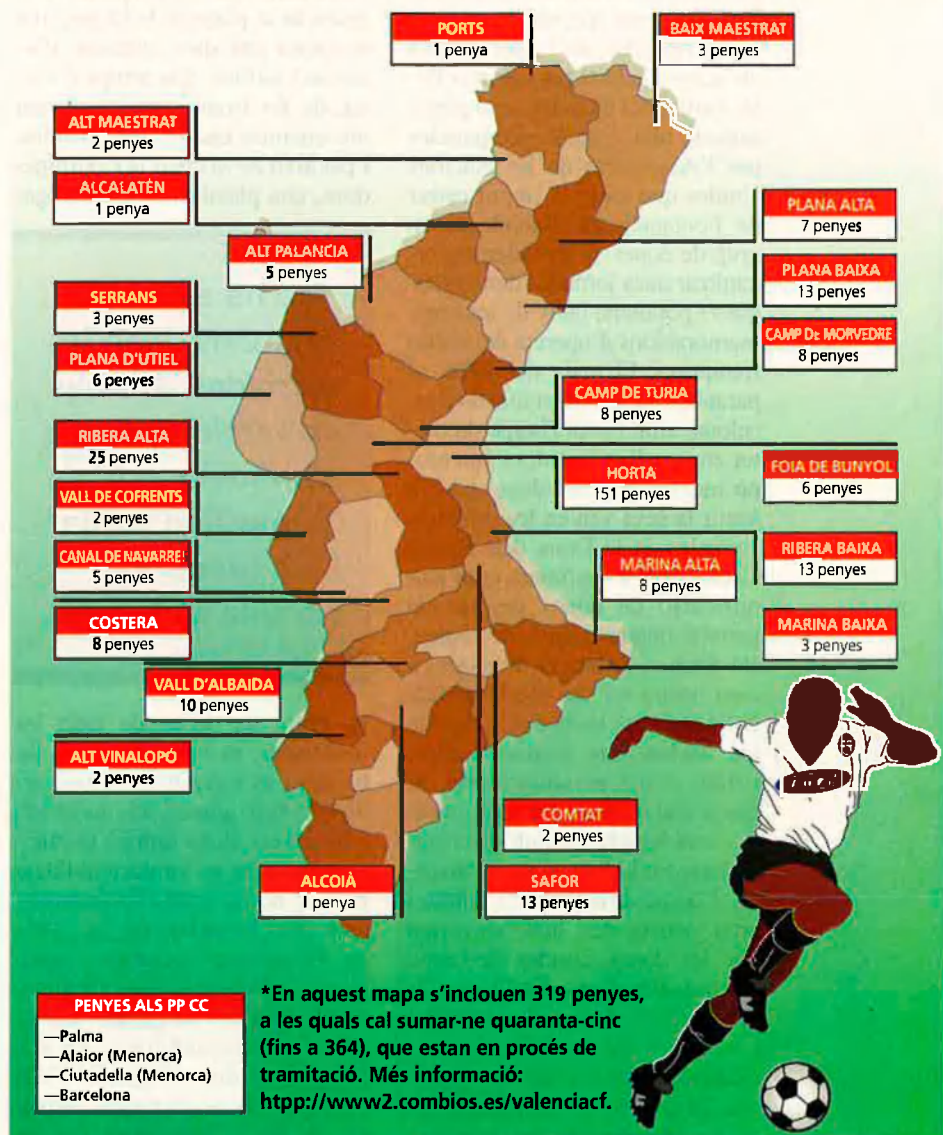 PORTS
1 penya
BAIX MAESTRAT
3 penyes
ALT MAESTRAT
2 penyes
ALCALATÉN
1 penya
ALT PALANCIA
5 penyes
PLANA ALTA
7 penyes
PLANA BAIXA
13 penyes
SERRANS
3 penyes
PLANA D'UTIEL
6 penyes
CAMP DE MORVEDRE
8 penyes
CAMP DE TURIA
8 penyes
RIBERA ALTA
25 penyes
HORTA
151 penyes
FOIA DE BUNYOL
6 penyes
VALL DE COFRENTS
2 penyes
CANAL DE NAVARRE
5 penyes
MARINA ALTA
8 penyes
RIBERA BAIXA
13 penyes
COSTERA
8 penyes
MARINA BAIXA
3 penyes
VALL D'ALBAIDA
10 penyes
ALT VINALOPÓ
2 penyes
COMTAT
2 penyes
ALCOIÀ
1 penya
SAFOR
13 penyes
PENYES ALS PP CC
—Palma
—Alaior (Menorca)
—Ciutadella (Menorca)
—Barcelona
*En aquest mapa s'inclouen 319 penyes,
a les quals cal sumar-ne quaranta-cinc
(fins a 364), que estan en procés de
tramitació. Més informació:
htpp://www2.combios.es/valenciacf.